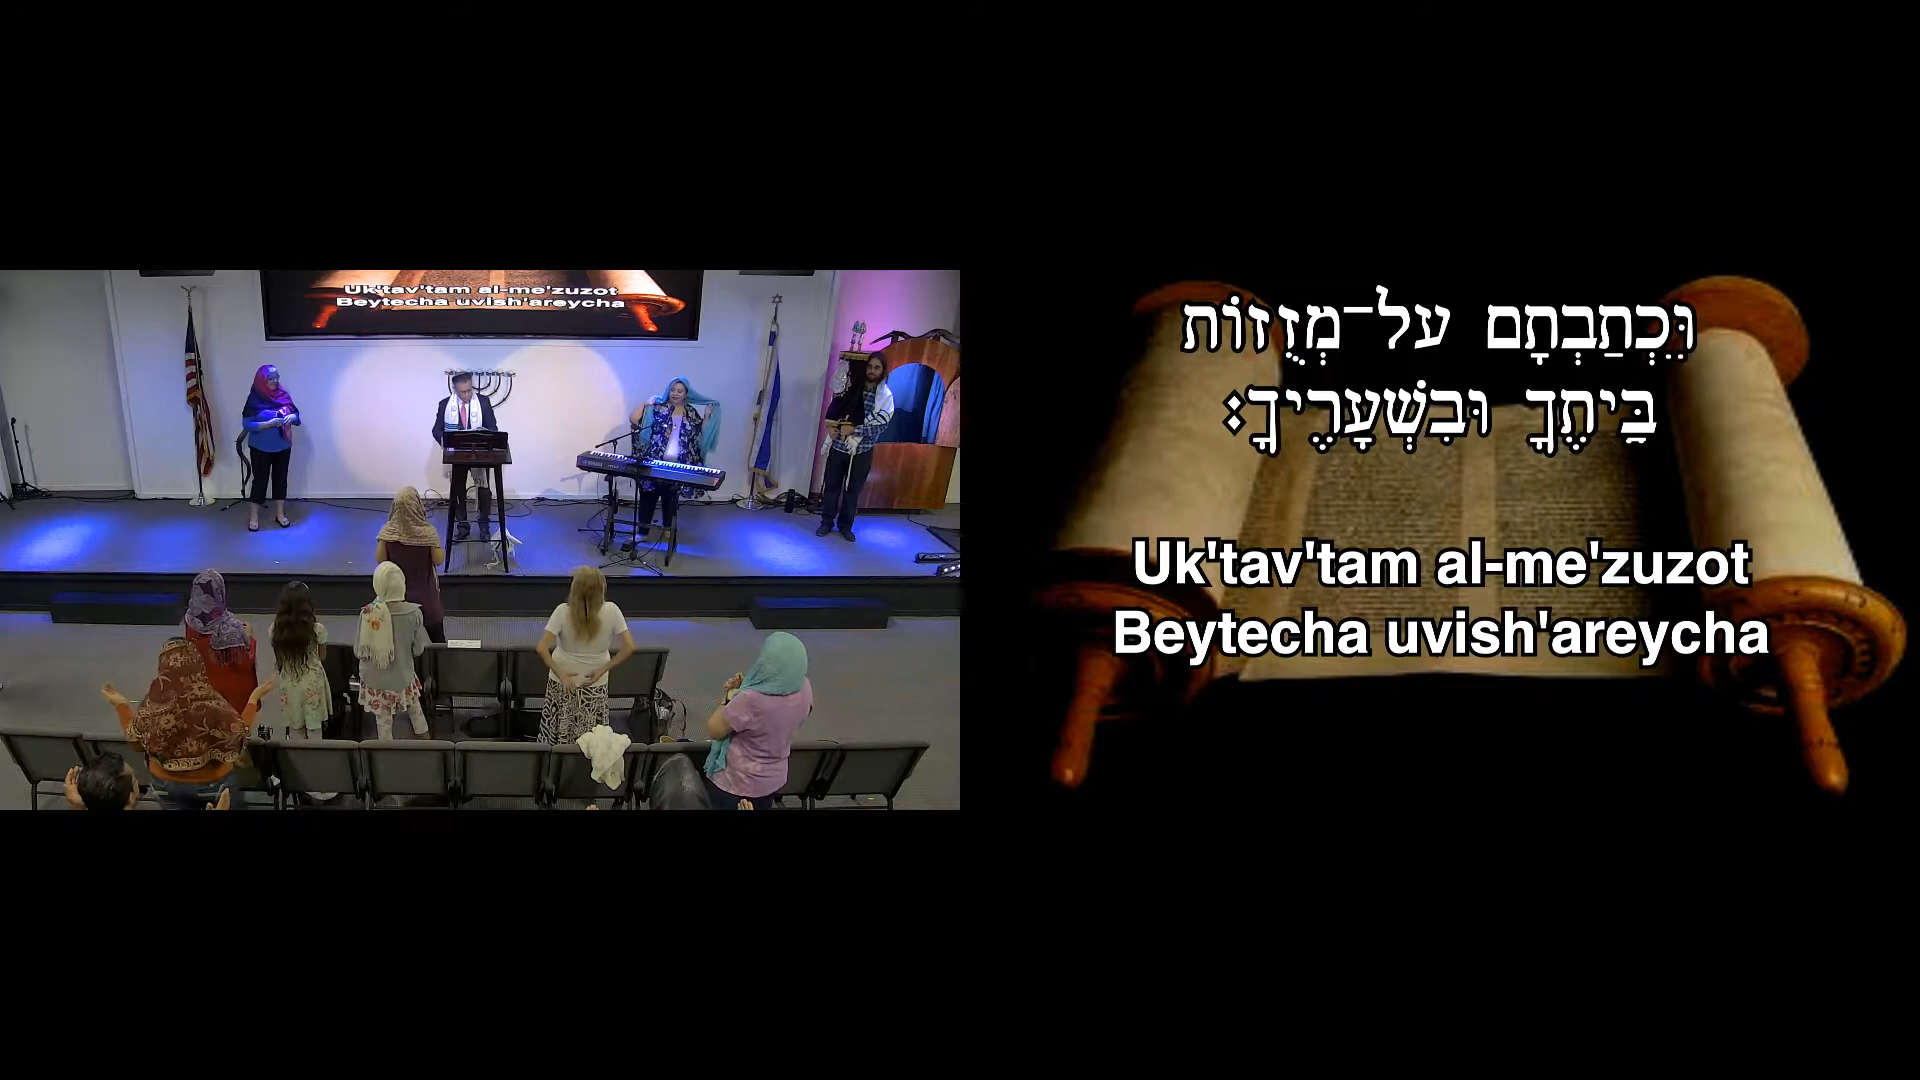 Uk'tav'tam al-me'zuzot
Beytecha uvish'areycha
וּכְתַבְתָּם עַל־מְזֻזוֹת
בֵּיתֶךָ וּבִשְׁעָרֶיךָ:
Uk'tav'tam al-me'zuzot
Beytecha uvish'areycha